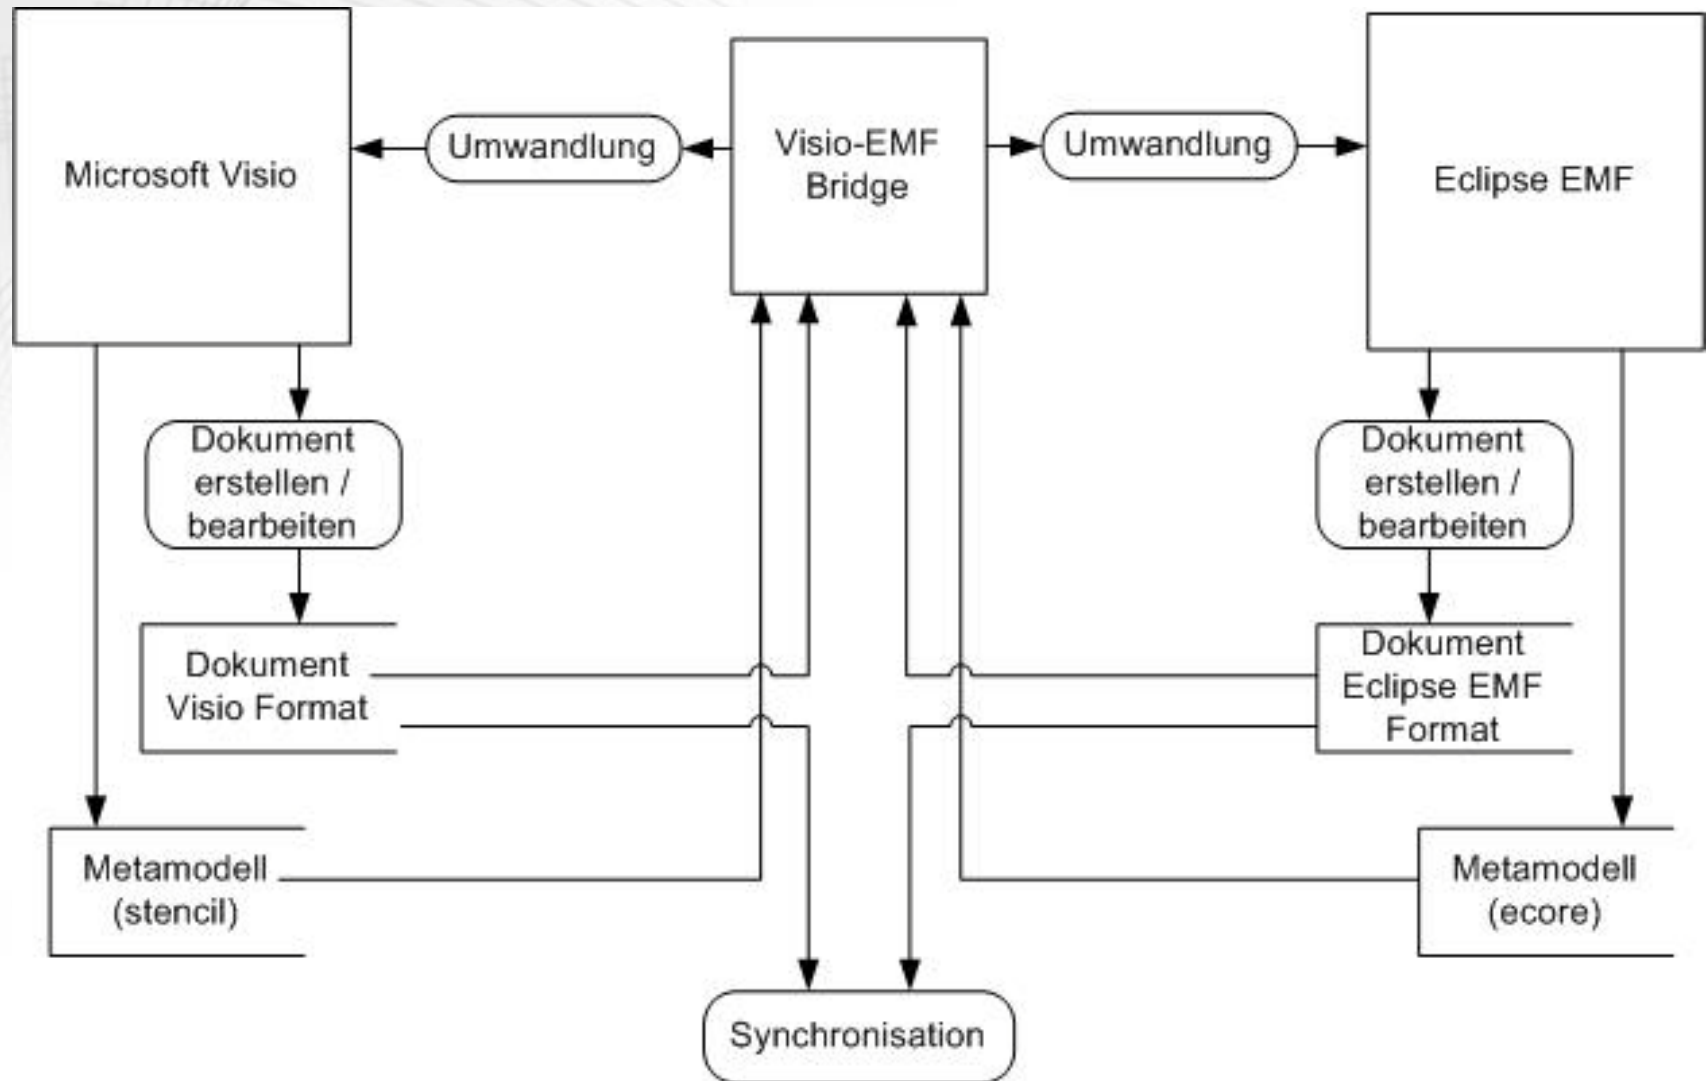 Microsoft Visio
Umwandlung
Visio-EMF
Bridge
Umwandlung
Eclipse EMF
Dokument
erstellen /
bearbeiten
Dokument
erstellen /
bearbeiten
Dokument
Visio Format
Dokument
Eclipse EMF
Format
Metamodell
(stencil)
Metamodell
(ecore)
Synchronisation